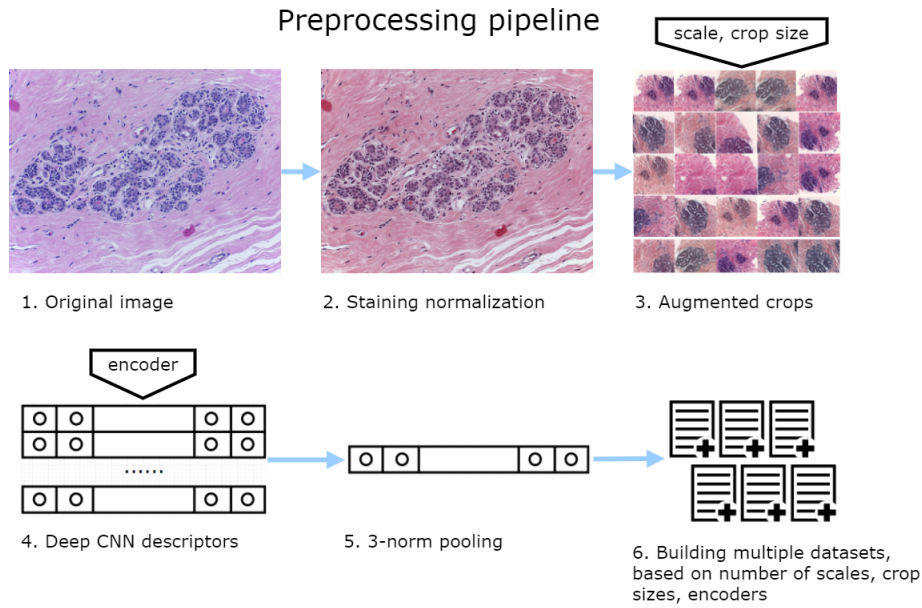 Preprocessing pipeline
scale, crop size
1. Original image
2. Staining normalization
3. Augmented crops
encoder
......
4. Deep CNN descriptors
5. 3-norm pooling
6. Building multiple datasets,
based on number of scales, crop
sizes, encoders